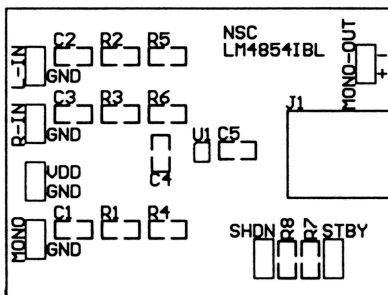 C2 R2 R5
NSC
LM4854IBL
L-IN
GND
MONO-OUT
- +
C3 R3 R6
J1
R-IN
GND
U1 C5
C4
VDD
GND
C1 R1 R4
MONO
GND
SHDN R8 R7 STBY